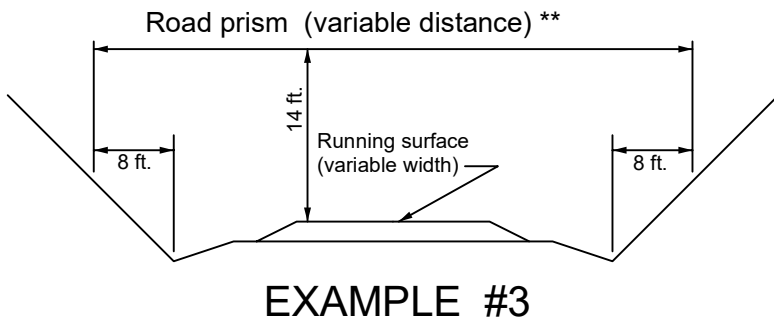 Road prism (variable distance) **
14 ft.
Running surface
(variable width)
8 ft.
8 ft.
EXAMPLE #3